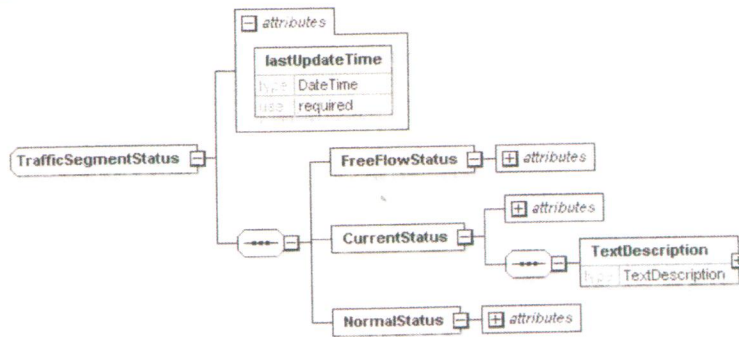 attributes
lastUpdateTime
type DateTime
use required
TrafficSegmentStatus
FreeFlowStatus
attributes
attributes
CurrentStatus
TextDescription
type TextDescription
NormalStatus
attributes